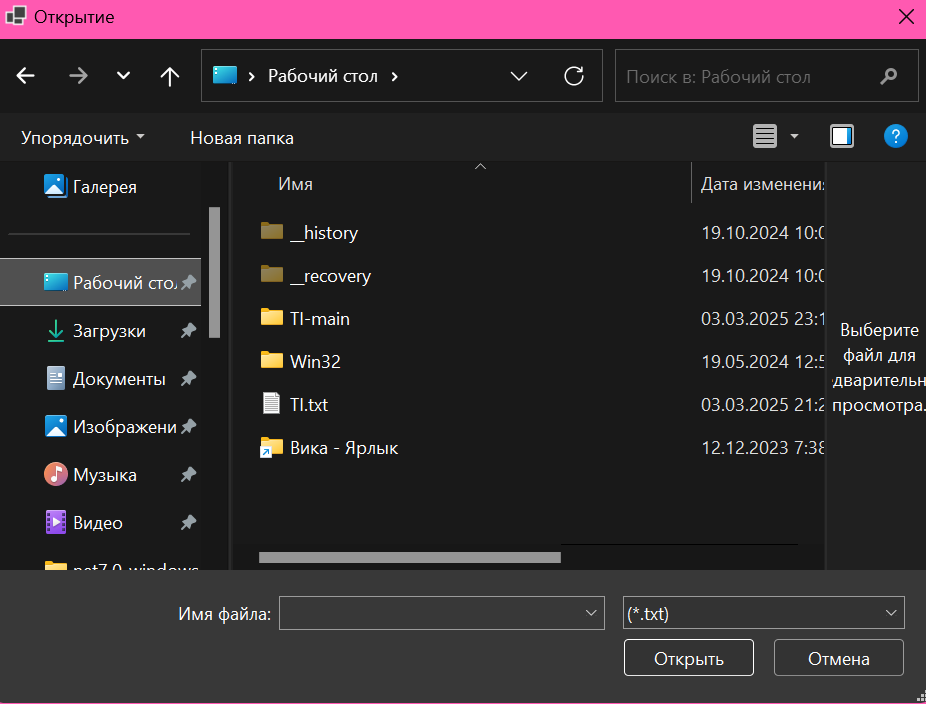 Открытие
Рабочий стол
Поиск в: Рабочий стол
Упорядочить
Новая папка
?
Галерея
Рабочий сто
Загрузки
Документы
Изображени
Музыка
Видео
net7.0-windows
Имя
Дата изменени
__history
19.10.2024 10:0
__recovery
19.10.2024 10:0
TI-main
03.03.2025 23:1
Win32
19.05.2024 12:5
TI.txt
03.03.2025 21:2
Вика - Ярлык
12.12.2023 7:38
Выберите
файл для
дварительн
просмотра.
Имя файла:
(*.txt)
Открыть
Отмена